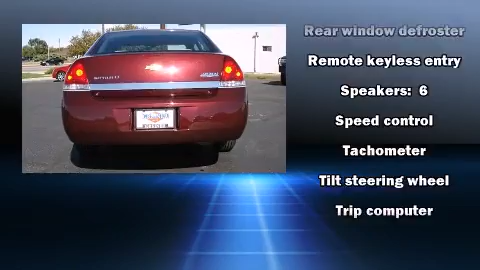 Rear window defroster
Remote keyless entry
Speakers: 6
Speed control
Tachometer
Tilt steering wheel
Trip computer